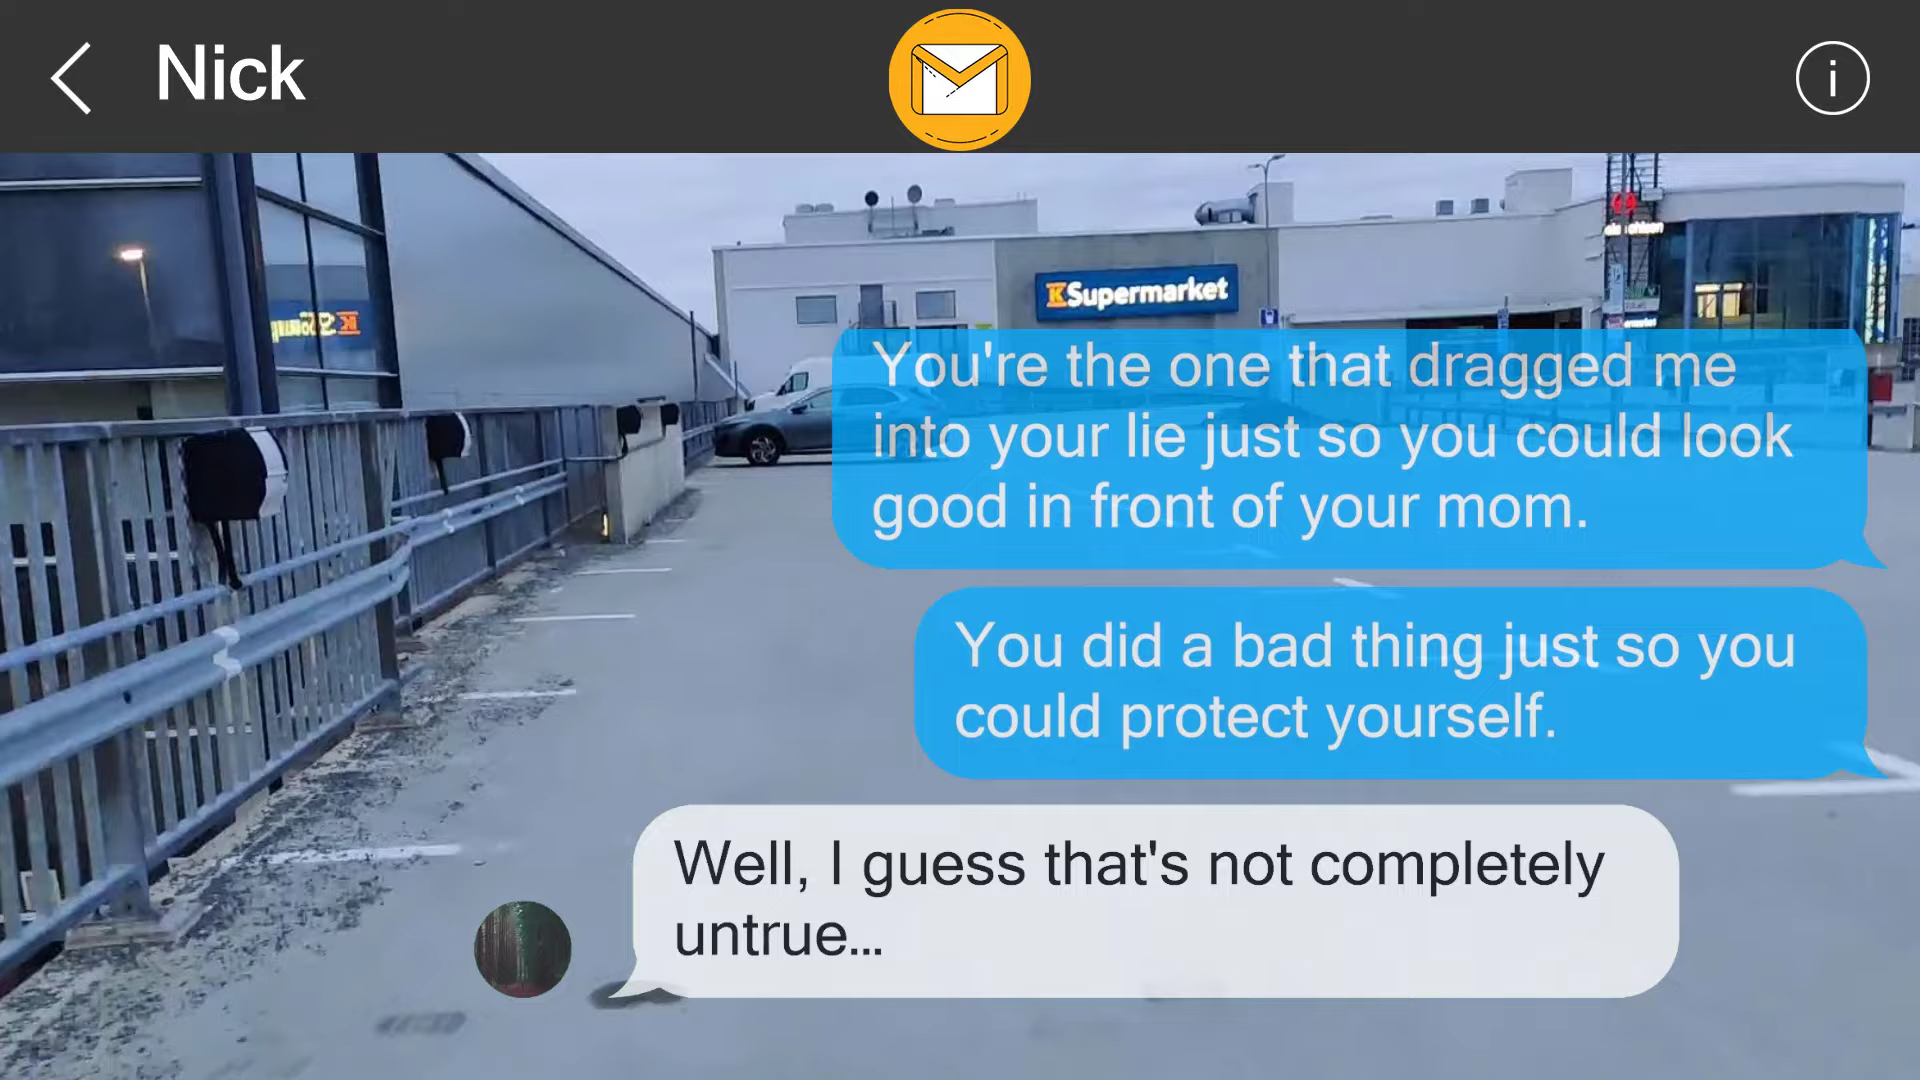 Nick
i
K Supermarket
You're the one that dragged me
into your lie just so you could look
good in front of your mom.
You did a bad thing just so you
could protect yourself.
Well, I guess that's not completely
untrue...